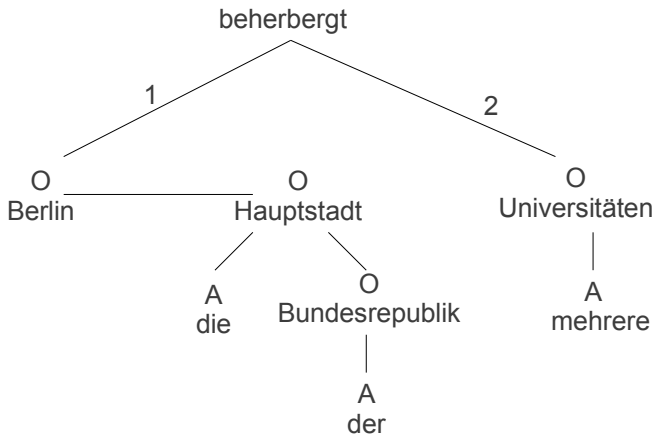 beherbergt
1 2
O O O
Berlin Hauptstadt Universitäten
A O A
die Bundesrepublik mehrere
A
der